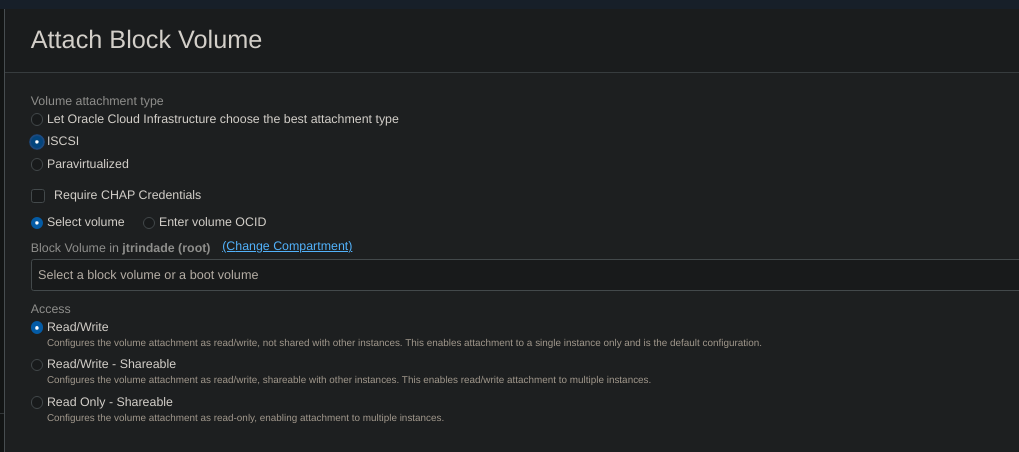 Attach Block Volume
Volume attachment type
Let Oracle Cloud Infrastructure choose the best attachment type
ISCSI
Paravirtualized
Require CHAP Credentials
Select volume Enter volume OCID
Block Volume in jtrindade (root) (Change Compartment)
Select a block volume or a boot volume
Access
Read/Write
Configures the volume attachment as read/write, not shared with other instances. This enables attachment to a single instance only and is the default configuration.
Read/Write - Shareable
Configures the volume attachment as read/write, shareable with other instances. This enables read/write attachment to multiple instances.
Read Only - Shareable
Configures the volume attachment as read-only, enabling attachment to multiple instances.